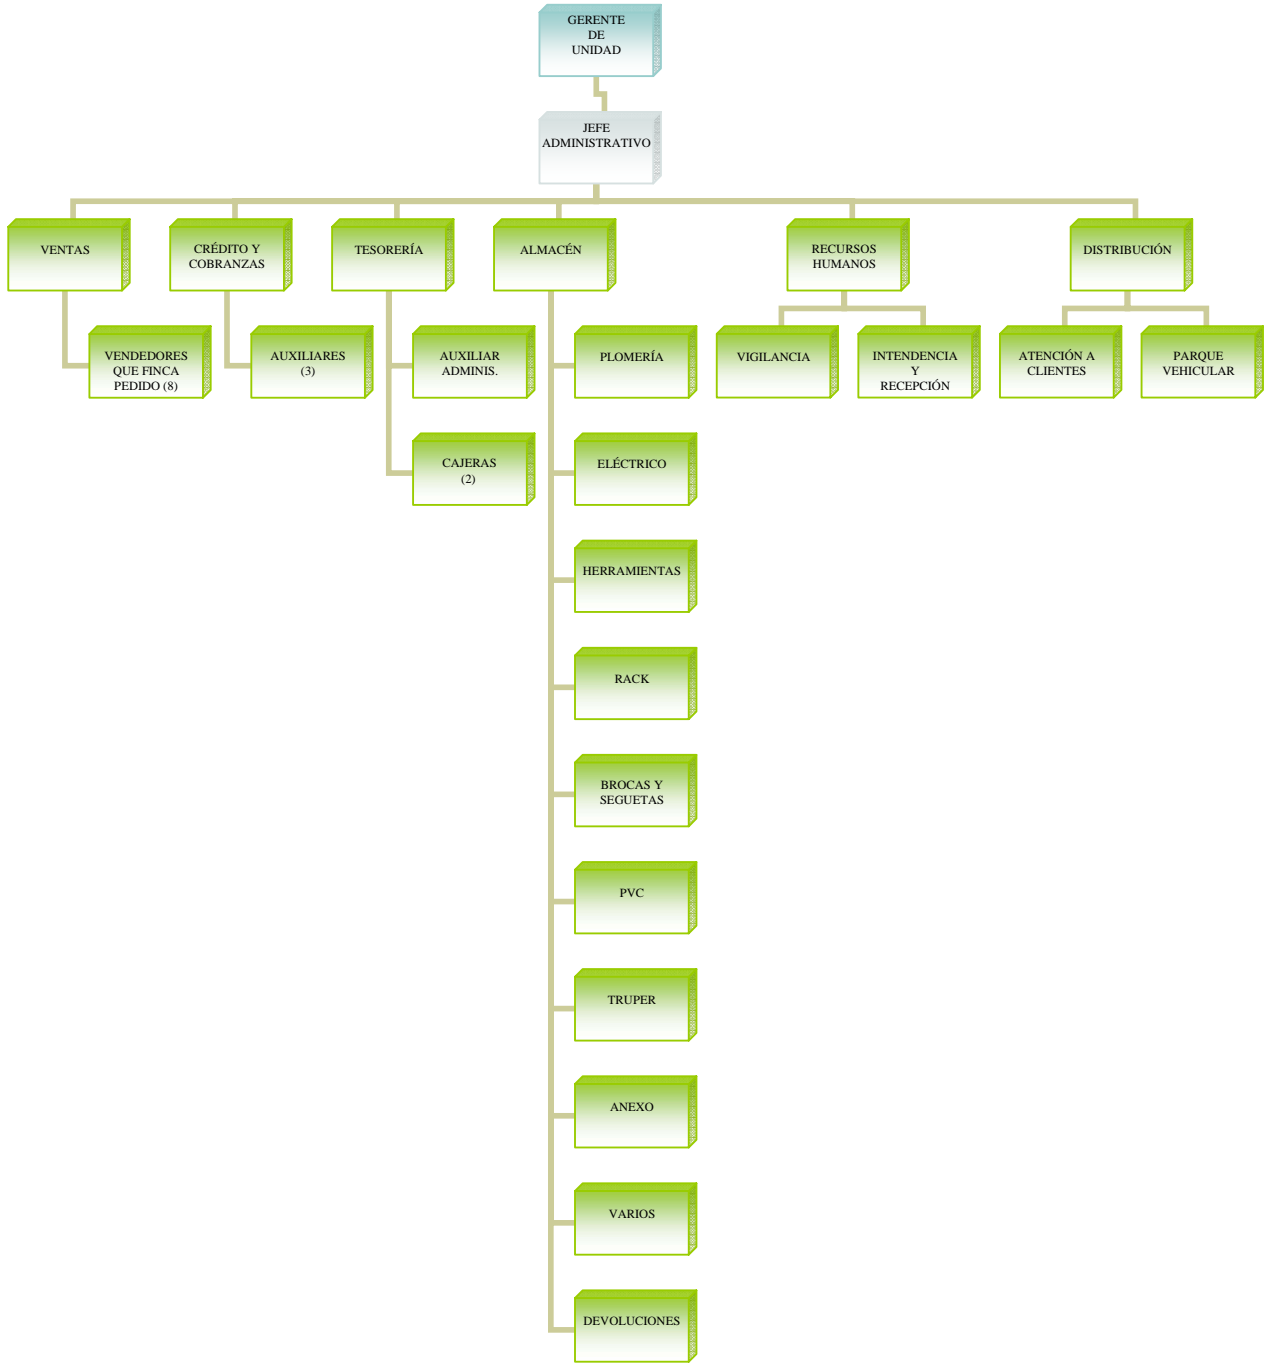 GERENTE
DE
UNIDAD
JEFE
ADMINISTRATIVO
VENTAS
CRÉDITO Y
COBRANZAS
TESORERÍA
ALMACÉN
RECURSOS
HUMANOS
DISTRIBUCIÓN
VENDEDORES
QUE FINCA
PEDIDO (8)
AUXILIARES
(3)
AUXILIAR
ADMINIS.
PLOMERÍA
VIGILANCIA
INTENDENCIA
Y
RECEPCIÓN
ATENCIÓN A
CLIENTES
PARQUE
VEHICULAR
CAJERAS
(2)
ELÉCTRICO
HERRAMIENTAS
RACK
BROCAS Y
SEGUETAS
PVC
TRUPER
ANEXO
VARIOS
DEVOLUCIONES